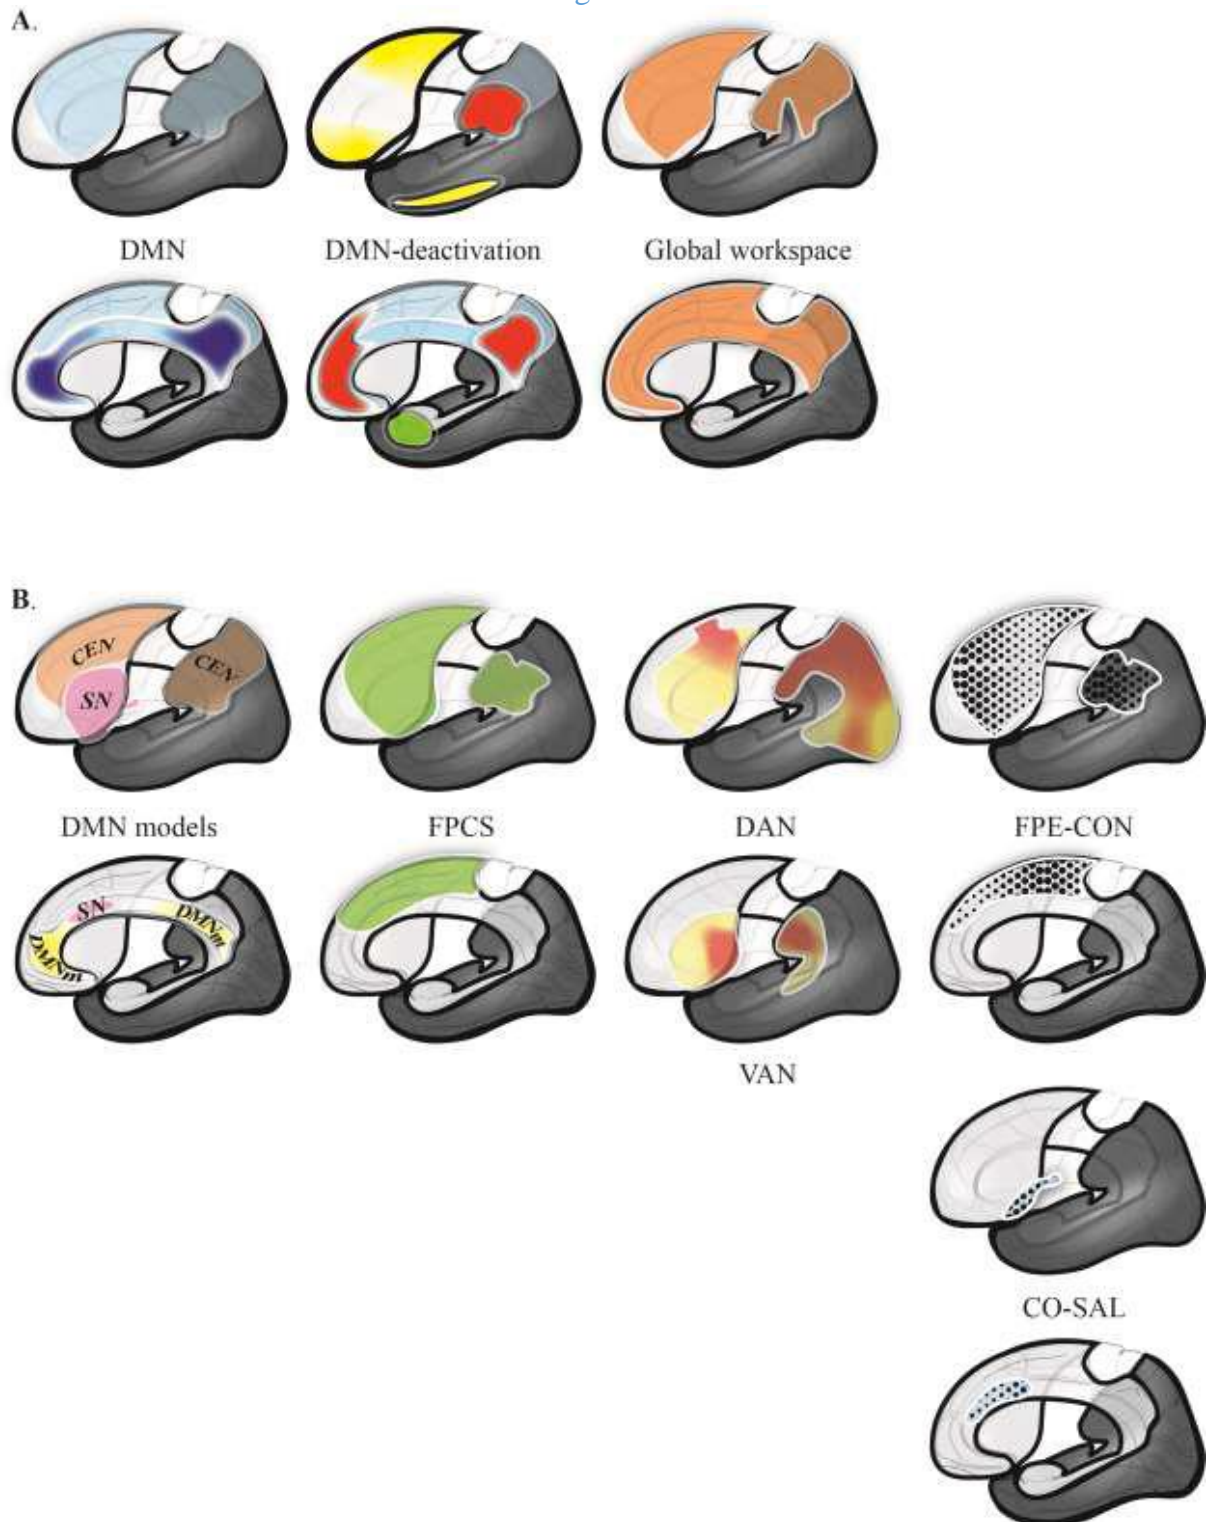 A.
DMN DMN-deactivation Global workspace
B.
CEN CEN
SN
DMN models FPCS DAN FPE-CON
SN DMNm
DMNm
VAN
CO-SAL